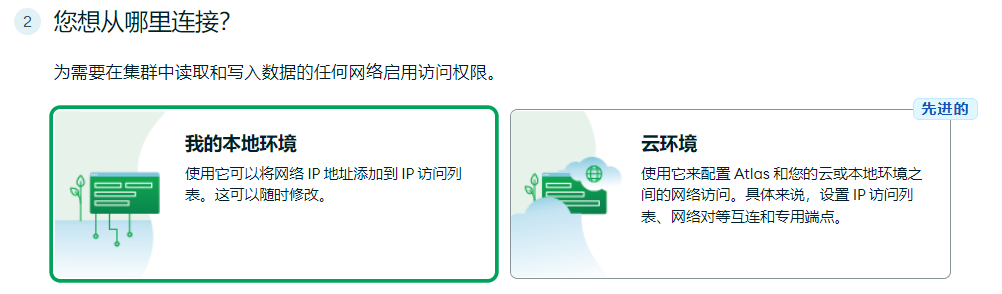 2 您想从哪里连接？
为需要在集群中读取和写入数据的任何网络启用访问权限。
我的本地环境
使用它可以将网络 IP 地址添加到 IP 访问列
表。这可以随时修改。
先进的
云环境
使用它来配置 Atlas 和您的云或本地环境之
间的网络访问。具体来说，设置 IP 访问列
表、网络对等互连和专用端点。